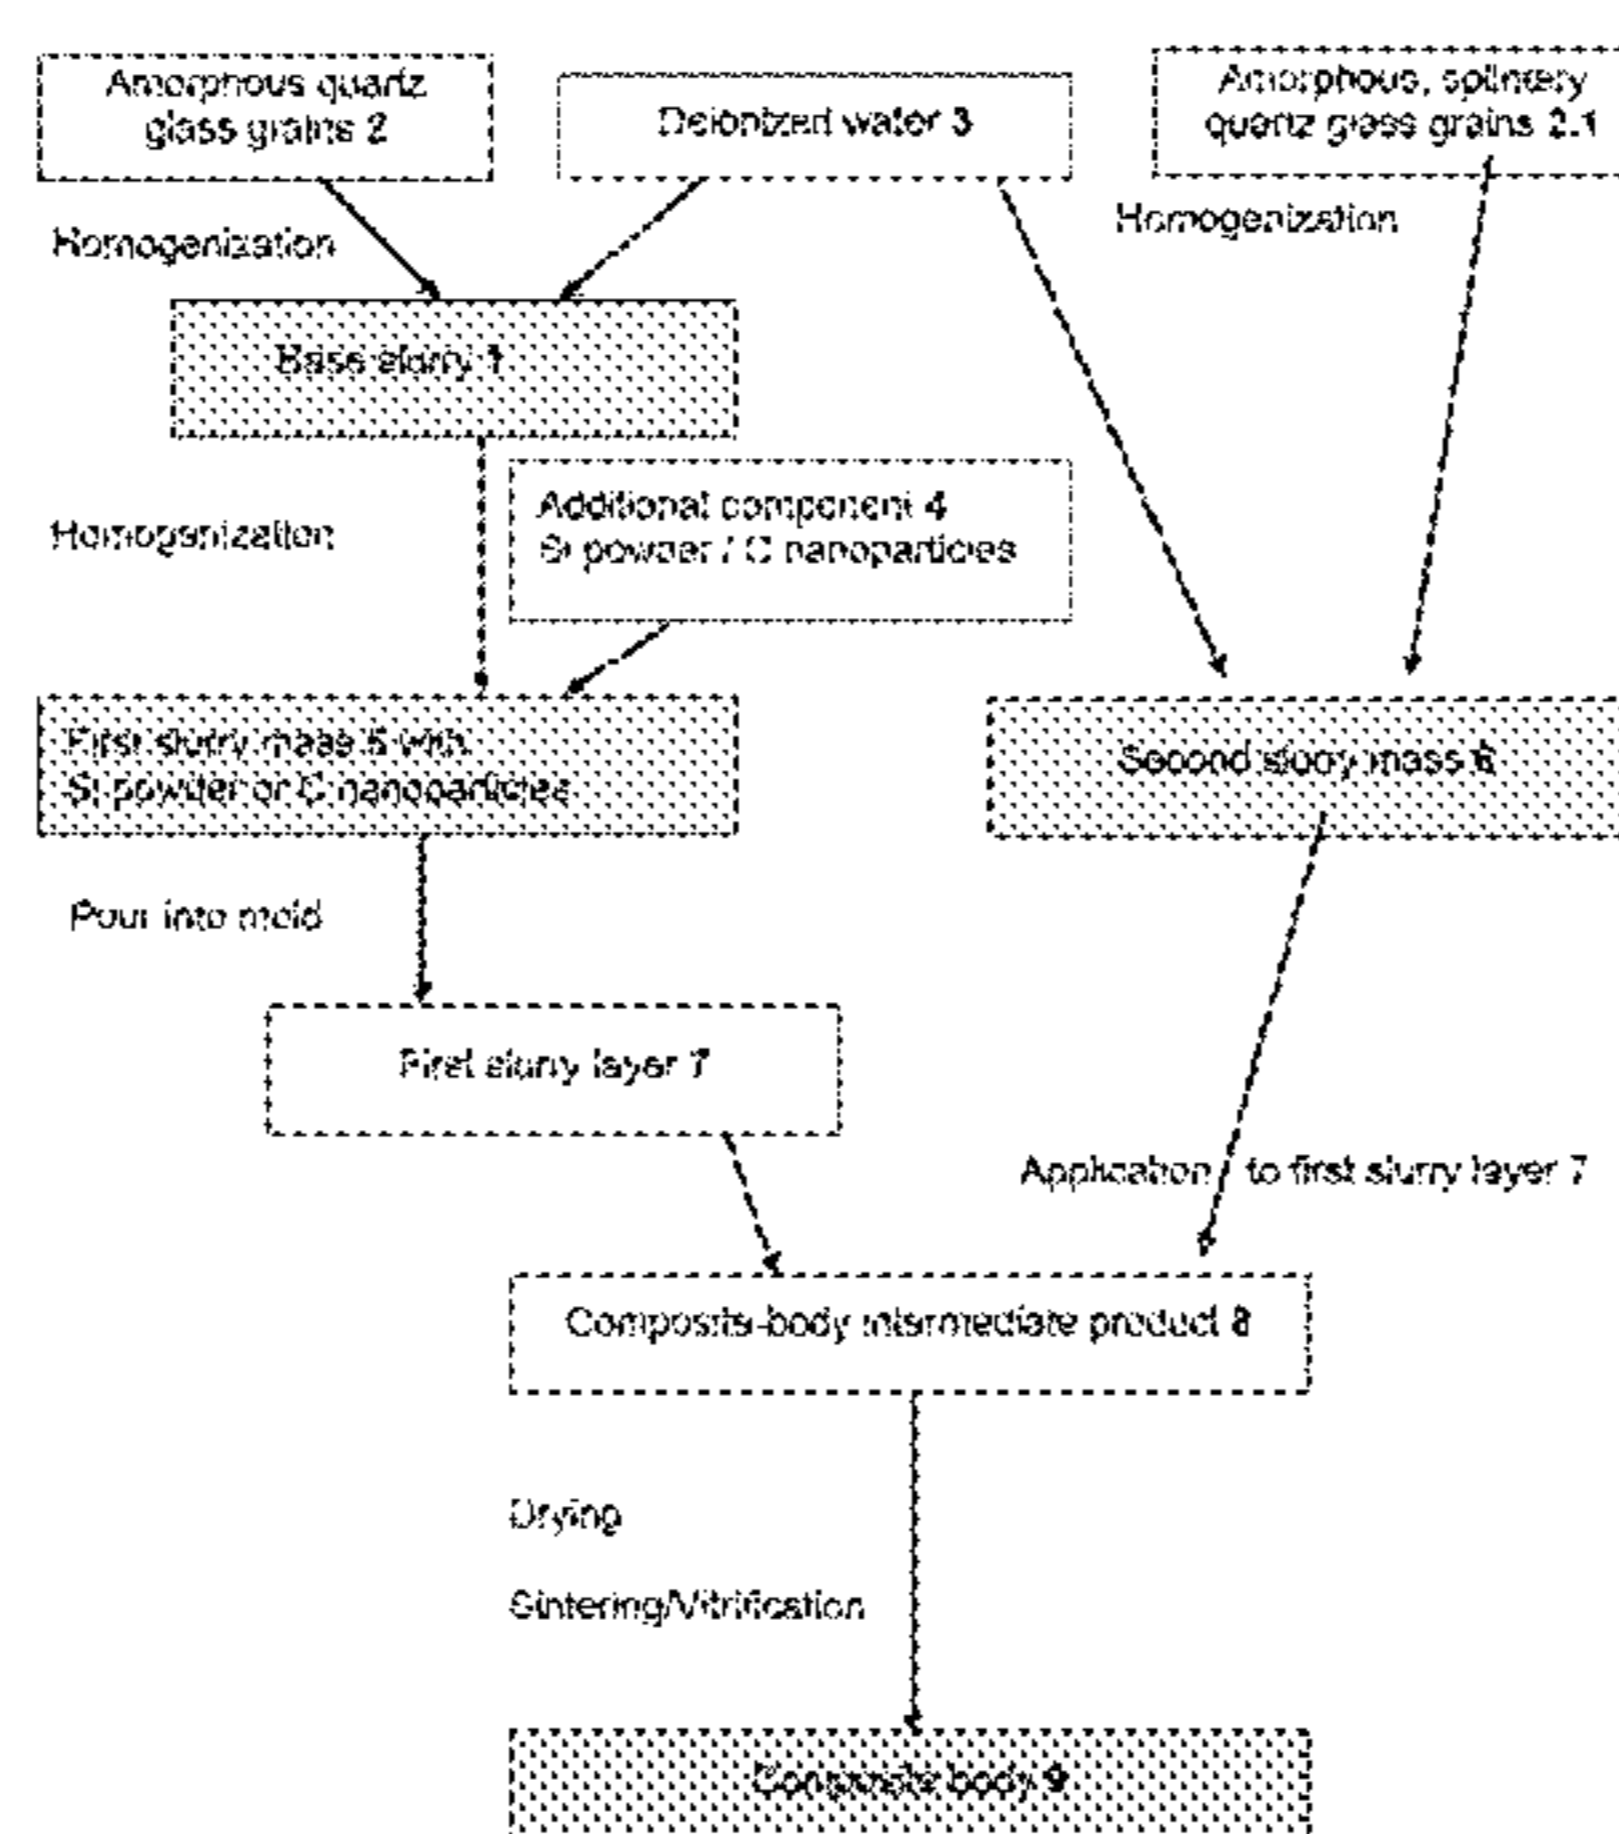 Amorphous quartz
glass grains 2
Deionized water 3
Amorphous, splintery
quartz glass grains 2.1
Homogenization
Homogenization
Base slurry 1
Additional component 4
Si powder / C nanoparticles
Homogenization
First slurry mass 5 with
Si powder or C nanoparticles
Second slurry mass 6
Pour into mold
First slurry layer 7
Application to first slurry layer 7
Composite-body intermediate product 8
Drying
Sintering/Vitrification
Composite body 9